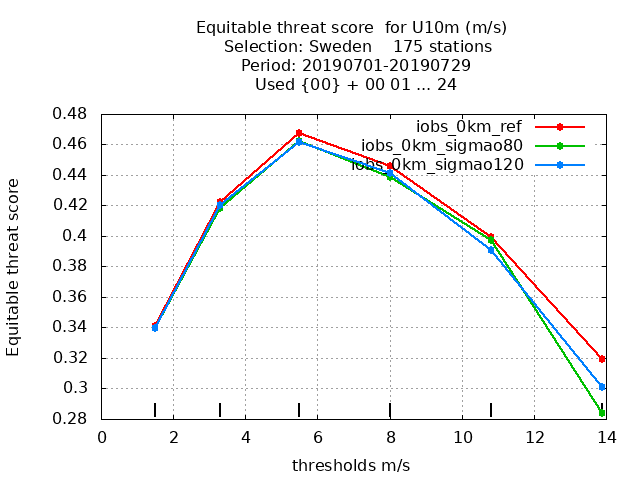 Equitable threat score  for U10m (m/s)
Selection: Sweden    175 stations
Period: 20190701-20190729
Used {00} + 00 01 ... 24
iobs_0km_ref
iobs_0km_sigmao80
iobs_0km_sigmao120
Equitable threat score
0.48
0.46
0.44
0.42
0.4
0.38
0.36
0.34
0.32
0.3
0.28
0 2 4 6 8 10 12 14
thresholds m/s